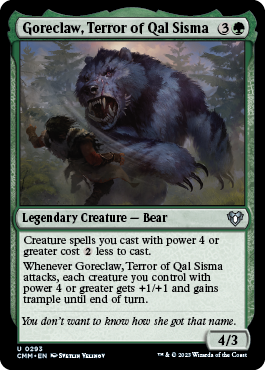 Goreclaw, Terror of Qal Sisma 3
Legendary Creature — Bear
Creature spells you cast with power 4 or
greater cost 2 less to cast.
Whenever Goreclaw, Terror of Qal Sisma
attacks, each creature you control with
power 4 or greater gets +1/+1 and gains
trample until end of turn.
You don't want to know how she got that name.
4/3
U 0293
CMM • EN Svetlin Velinov
™ & © 2023 Wizards of the Coast